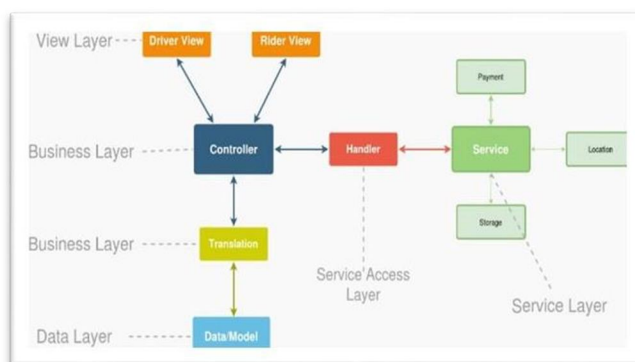 View Layer
Driver View
Rider View
Payment
Business Layer
Controller
Handler
Service
Location
Business Layer
Translation
Storage
Service Access
Layer
Service Layer
Data Layer
Data/Model